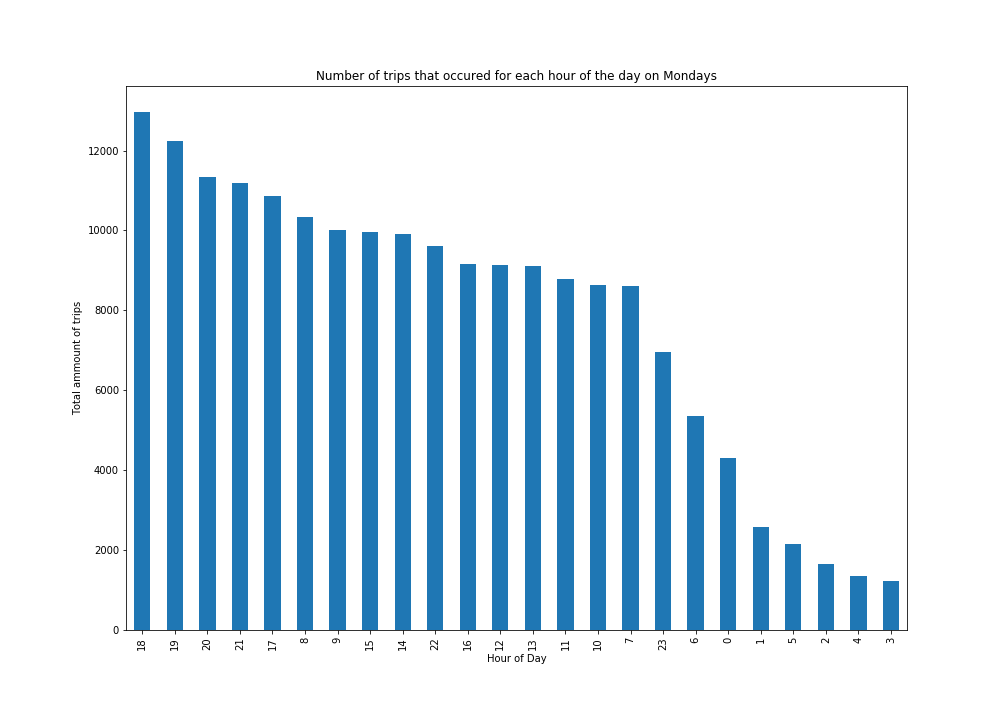 Number of trips that occured for each hour of the day on Mondays
Total ammount of trips
12000
10000
8000
6000
4000
2000
0
18 19 20 21 17 8 9 15 14 22 16 12 13 11 10 7 23 6 0 1 5 2 4 3
Hour of Day